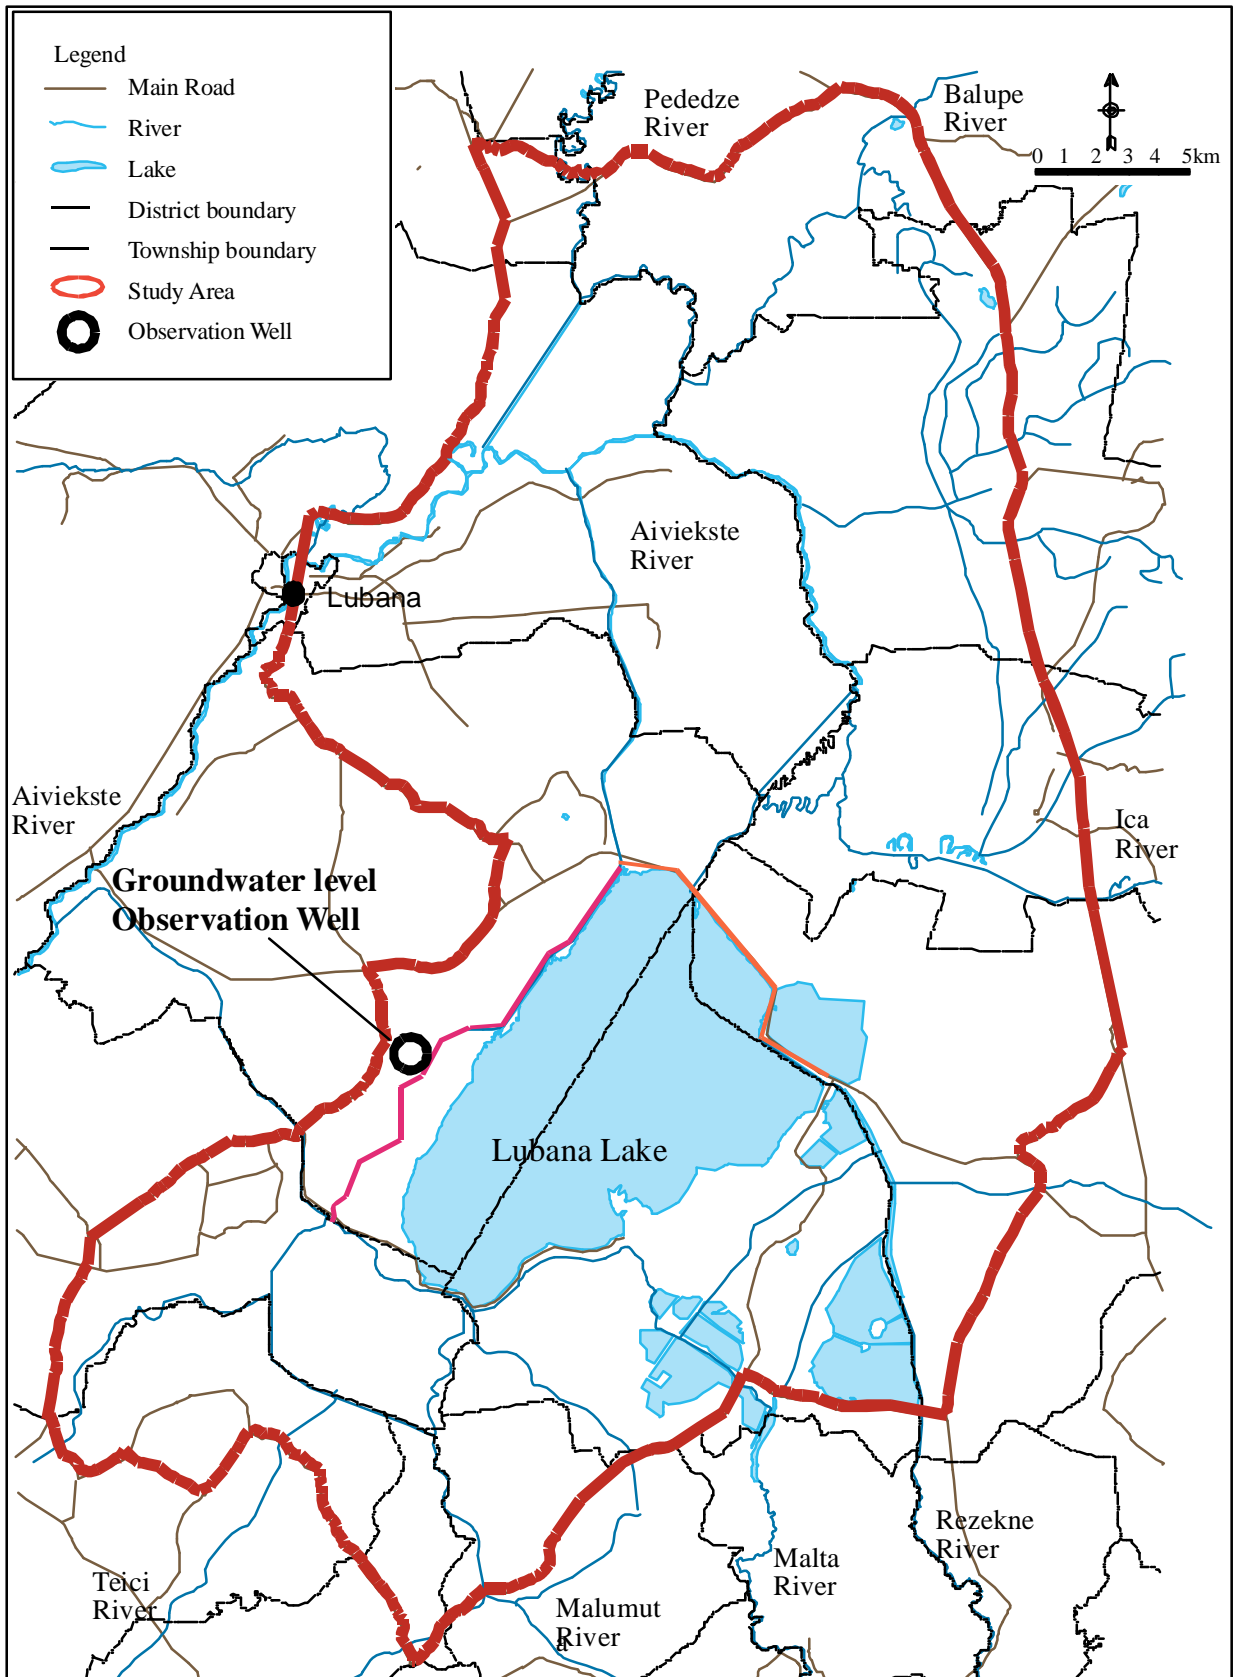 Legend
Main Road
River
Lake
District boundary
Township boundary
Study Area
Observation Well
Pededze
River
Balupe
River
0 1 2 3 4 5km
Aiviekste
River
Lubana
Aiviekste
River
Ica
River
Groundwater level
Observation Well
Lubana Lake
Rezekne
River
Malta
River
Teici
River
Malumut
a
River